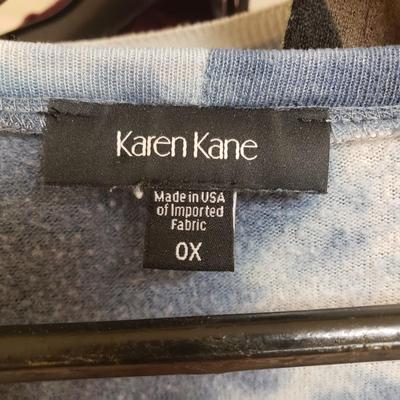 Karen Kane
Made in USA
of Imported
Fabric
0X